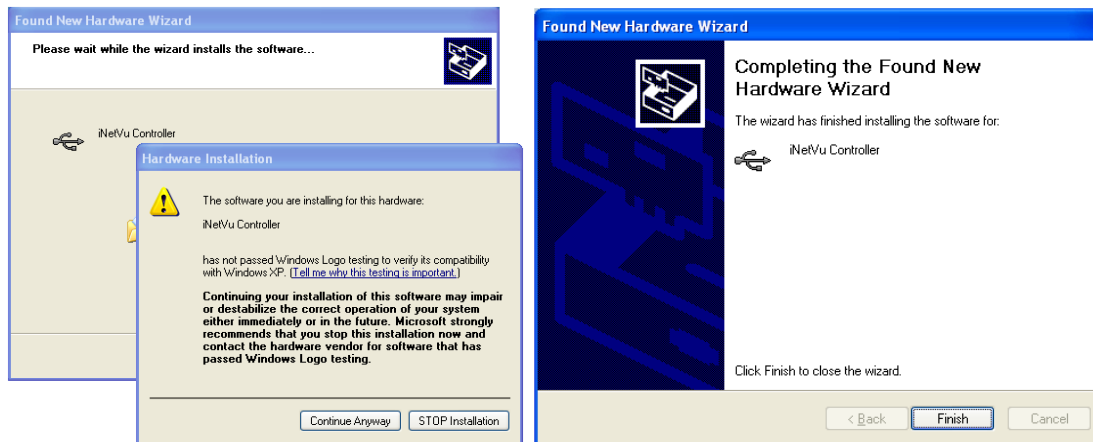 Found New Hardware Wizard
Please wait while the wizard installs the software...
iNetVu Controller
Hardware Installation
The software you are installing for this hardware:
iNetVu Controller
has not passed Windows Logo testing to verify its compatibility
with Windows XP. (Tell me why this testing is important.)
Continuing your installation of this software may impair
or destabilize the correct operation of your system
either immediately or in the future. Microsoft strongly
recommends that you stop this installation now and
contact the hardware vendor for software that has
passed Windows Logo testing.
Continue Anyway
STOP Installation
Found New Hardware Wizard
Completing the Found New
Hardware Wizard
The wizard has finished installing the software for:
iNetVu Controller
Click Finish to close the wizard.
< Back
Finish
Cancel